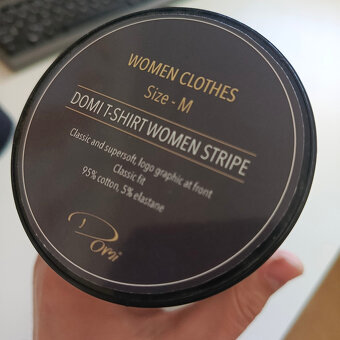 WOMEN CLOTHES
Size - M
DOMI T-SHIRT WOMEN STRIPE
Classic and supersoft, logo graphic at front
Classic fit
95% cotton, 5% elastane
Domi